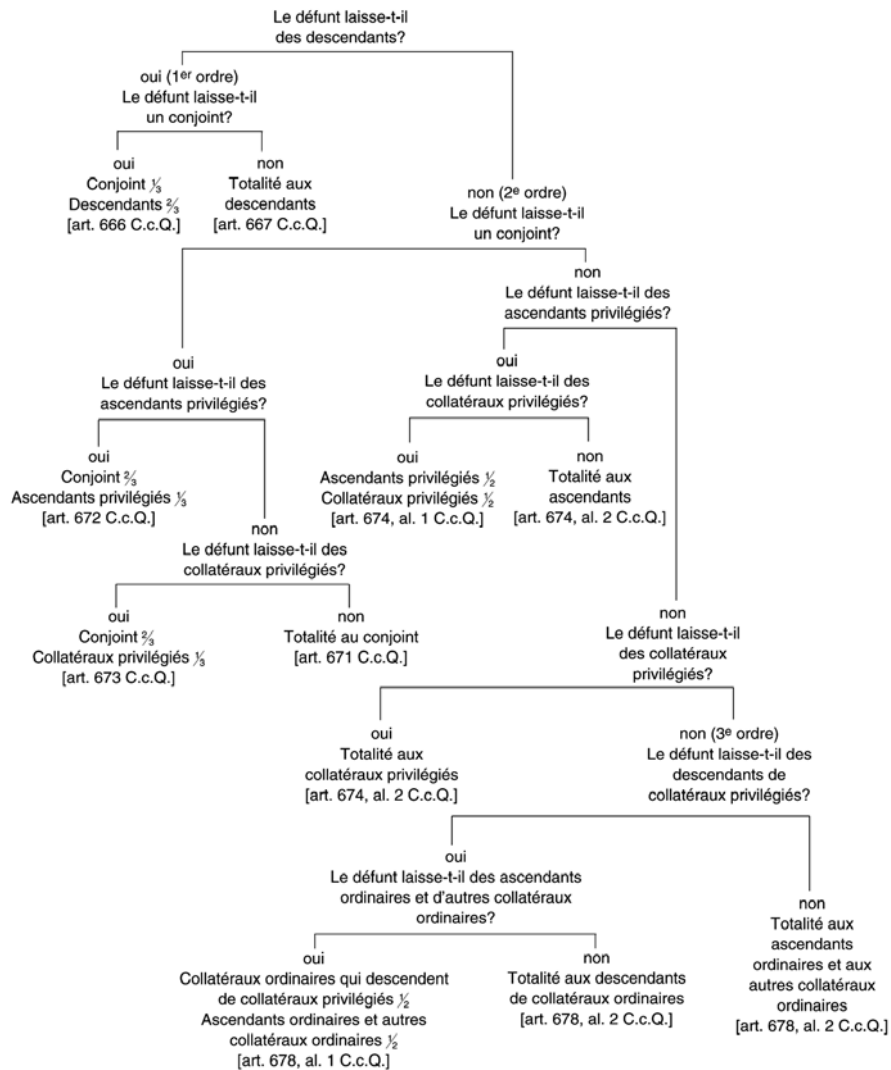 Le défunt laisse-t-il
des descendants?
oui (1er ordre)
Le défunt laisse-t-il
un conjoint?
oui
Conjoint 1/3
Descendants 2/3
[art. 666 C.c.Q.]
non
Totalité aux
descendants
[art. 667 C.c.Q.]
non (2e ordre)
Le défunt laisse-t-il
un conjoint?
oui
Le défunt laisse-t-il des
ascendants privilégiés?
non
Le défunt laisse-t-il des
ascendants privilégiés?
oui
Le défunt laisse-t-il des
collatéraux privilégiés?
oui
Conjoint 2/3
Ascendants privilégiés 1/3
[art. 672 C.c.Q.]
non
Le défunt laisse-t-il des
collatéraux privilégiés?
oui
Ascendants privilégiés 1/2
Collatéraux privilégiés 1/2
[art. 674, al. 1 C.c.Q.]
non
Totalité aux
ascendants
[art. 674, al. 2 C.c.Q.]
oui
Conjoint 2/3
Collatéraux privilégiés 1/3
[art. 673 C.c.Q.]
non
Totalité au conjoint
[art. 671 C.c.Q.]
non
Le défunt laisse-t-il
des collatéraux
privilégiés?
oui
Totalité aux
collatéraux privilégiés
[art. 674, al. 2 C.c.Q.]
non (3e ordre)
Le défunt laisse-t-il des
descendants de
collatéraux privilégiés?
oui
Le défunt laisse-t-il des ascendants
ordinaires et d'autres collatéraux
ordinaires?
oui
Collatéraux ordinaires qui descendent
de collatéraux privilégiés 1/2
Ascendants ordinaires et autres
collatéraux ordinaires 1/2
[art. 678, al. 1 C.c.Q.]
non
Totalité aux descendants
de collatéraux ordinaires
[art. 678, al. 2 C.c.Q.]
non
Totalité aux
ascendants
ordinaires et aux
autres collatéraux
ordinaires
[art. 678, al. 2 C.c.Q.]